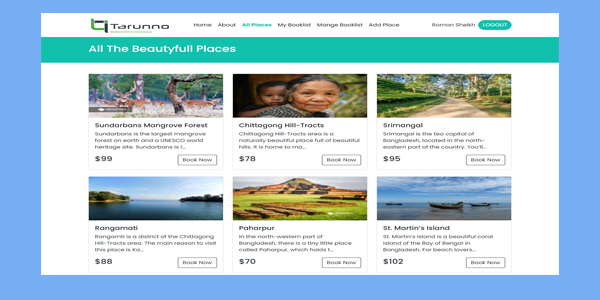 Tarunno
Home About All Places My Booklist Mange Booklist Add Place
Roman Sheikh LOGOUT
All The Beautyfull Places
Sundarbans Mangrove Forest
Sundarbans is the largest mangrove
forest on earth and a UNESCO world
heritage site. Sundarbans is l...
$99 Book Now
Chittagong Hill-Tracts
Chittagong Hill-Tracts area is a
naturally beautiful place full of beautiful
hills. It is home to ma...
$78 Book Now
Srimangal
Srimangal is the tea capital of
Bangladesh, located in the north-
eastern part of the country. You'll...
$95 Book Now
Rangamati
Rangamati is a district of the Chittagong
Hill-Tracts area. The main reason to visit
this place is Ka...
$88 Book Now
Paharpur
In the north-western part of
Bangladesh, there is a tiny little place
called Paharpur, which holds t...
$70 Book Now
St. Martin's Island
St. Martin's Island is a beautiful coral
island of the Bay of Bengal in
Bangladesh. For beach lovers...
$102 Book Now